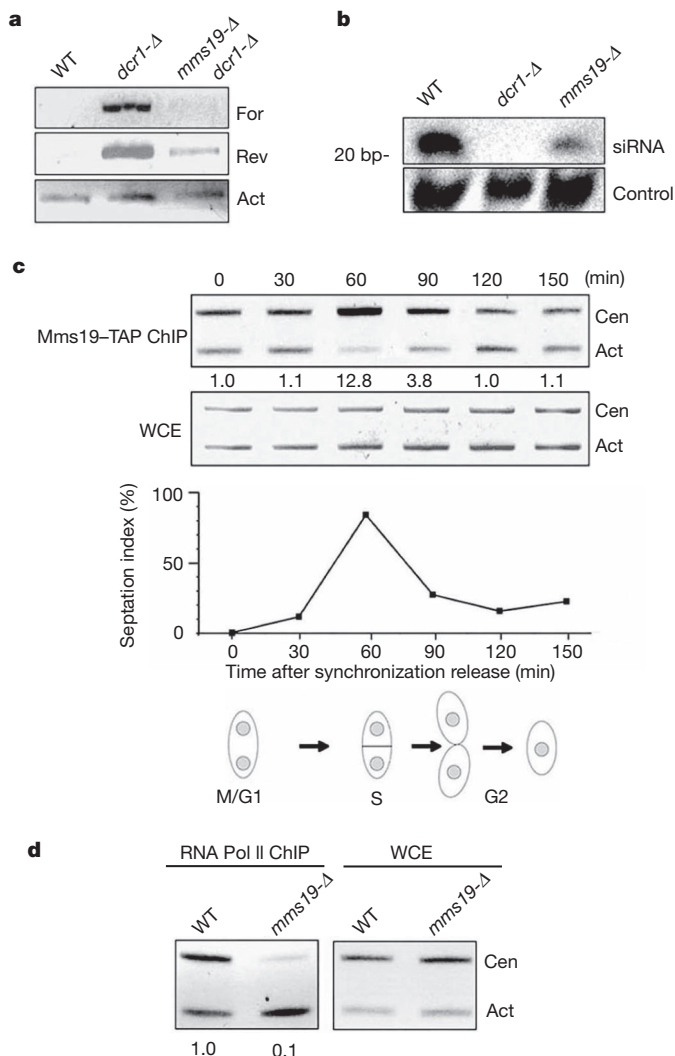 a
WT dcr1-Δ mms19-Δ dcr1-Δ
For
Rev
Act
b
WT dcr1-Δ mms19-Δ
20 bp-
siRNA
Control
c
0 30 60 90 120 150 (min)
Mms19–TAP ChIP
Cen
Act
1.0 1.1 12.8 3.8 1.0 1.1
WCE
Cen
Act
Septation index (%)
100
50
0
0 30 60 90 120 150
Time after synchronization release (min)
M/G1 S G2
d
RNA Pol II ChIP WCE
WT mms19-Δ WT mms19-Δ
Cen
Act
1.0 0.1